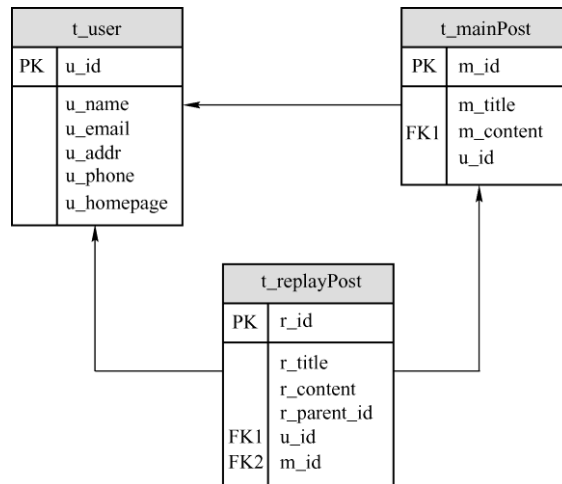 t_user
PK u_id
u_name
u_email
u_addr
u_phone
u_homepage
t_mainPost
PK m_id
m_title
FK1 m_content
u_id
t_replayPost
PK r_id
r_title
r_content
r_parent_id
FK1 u_id
FK2 m_id